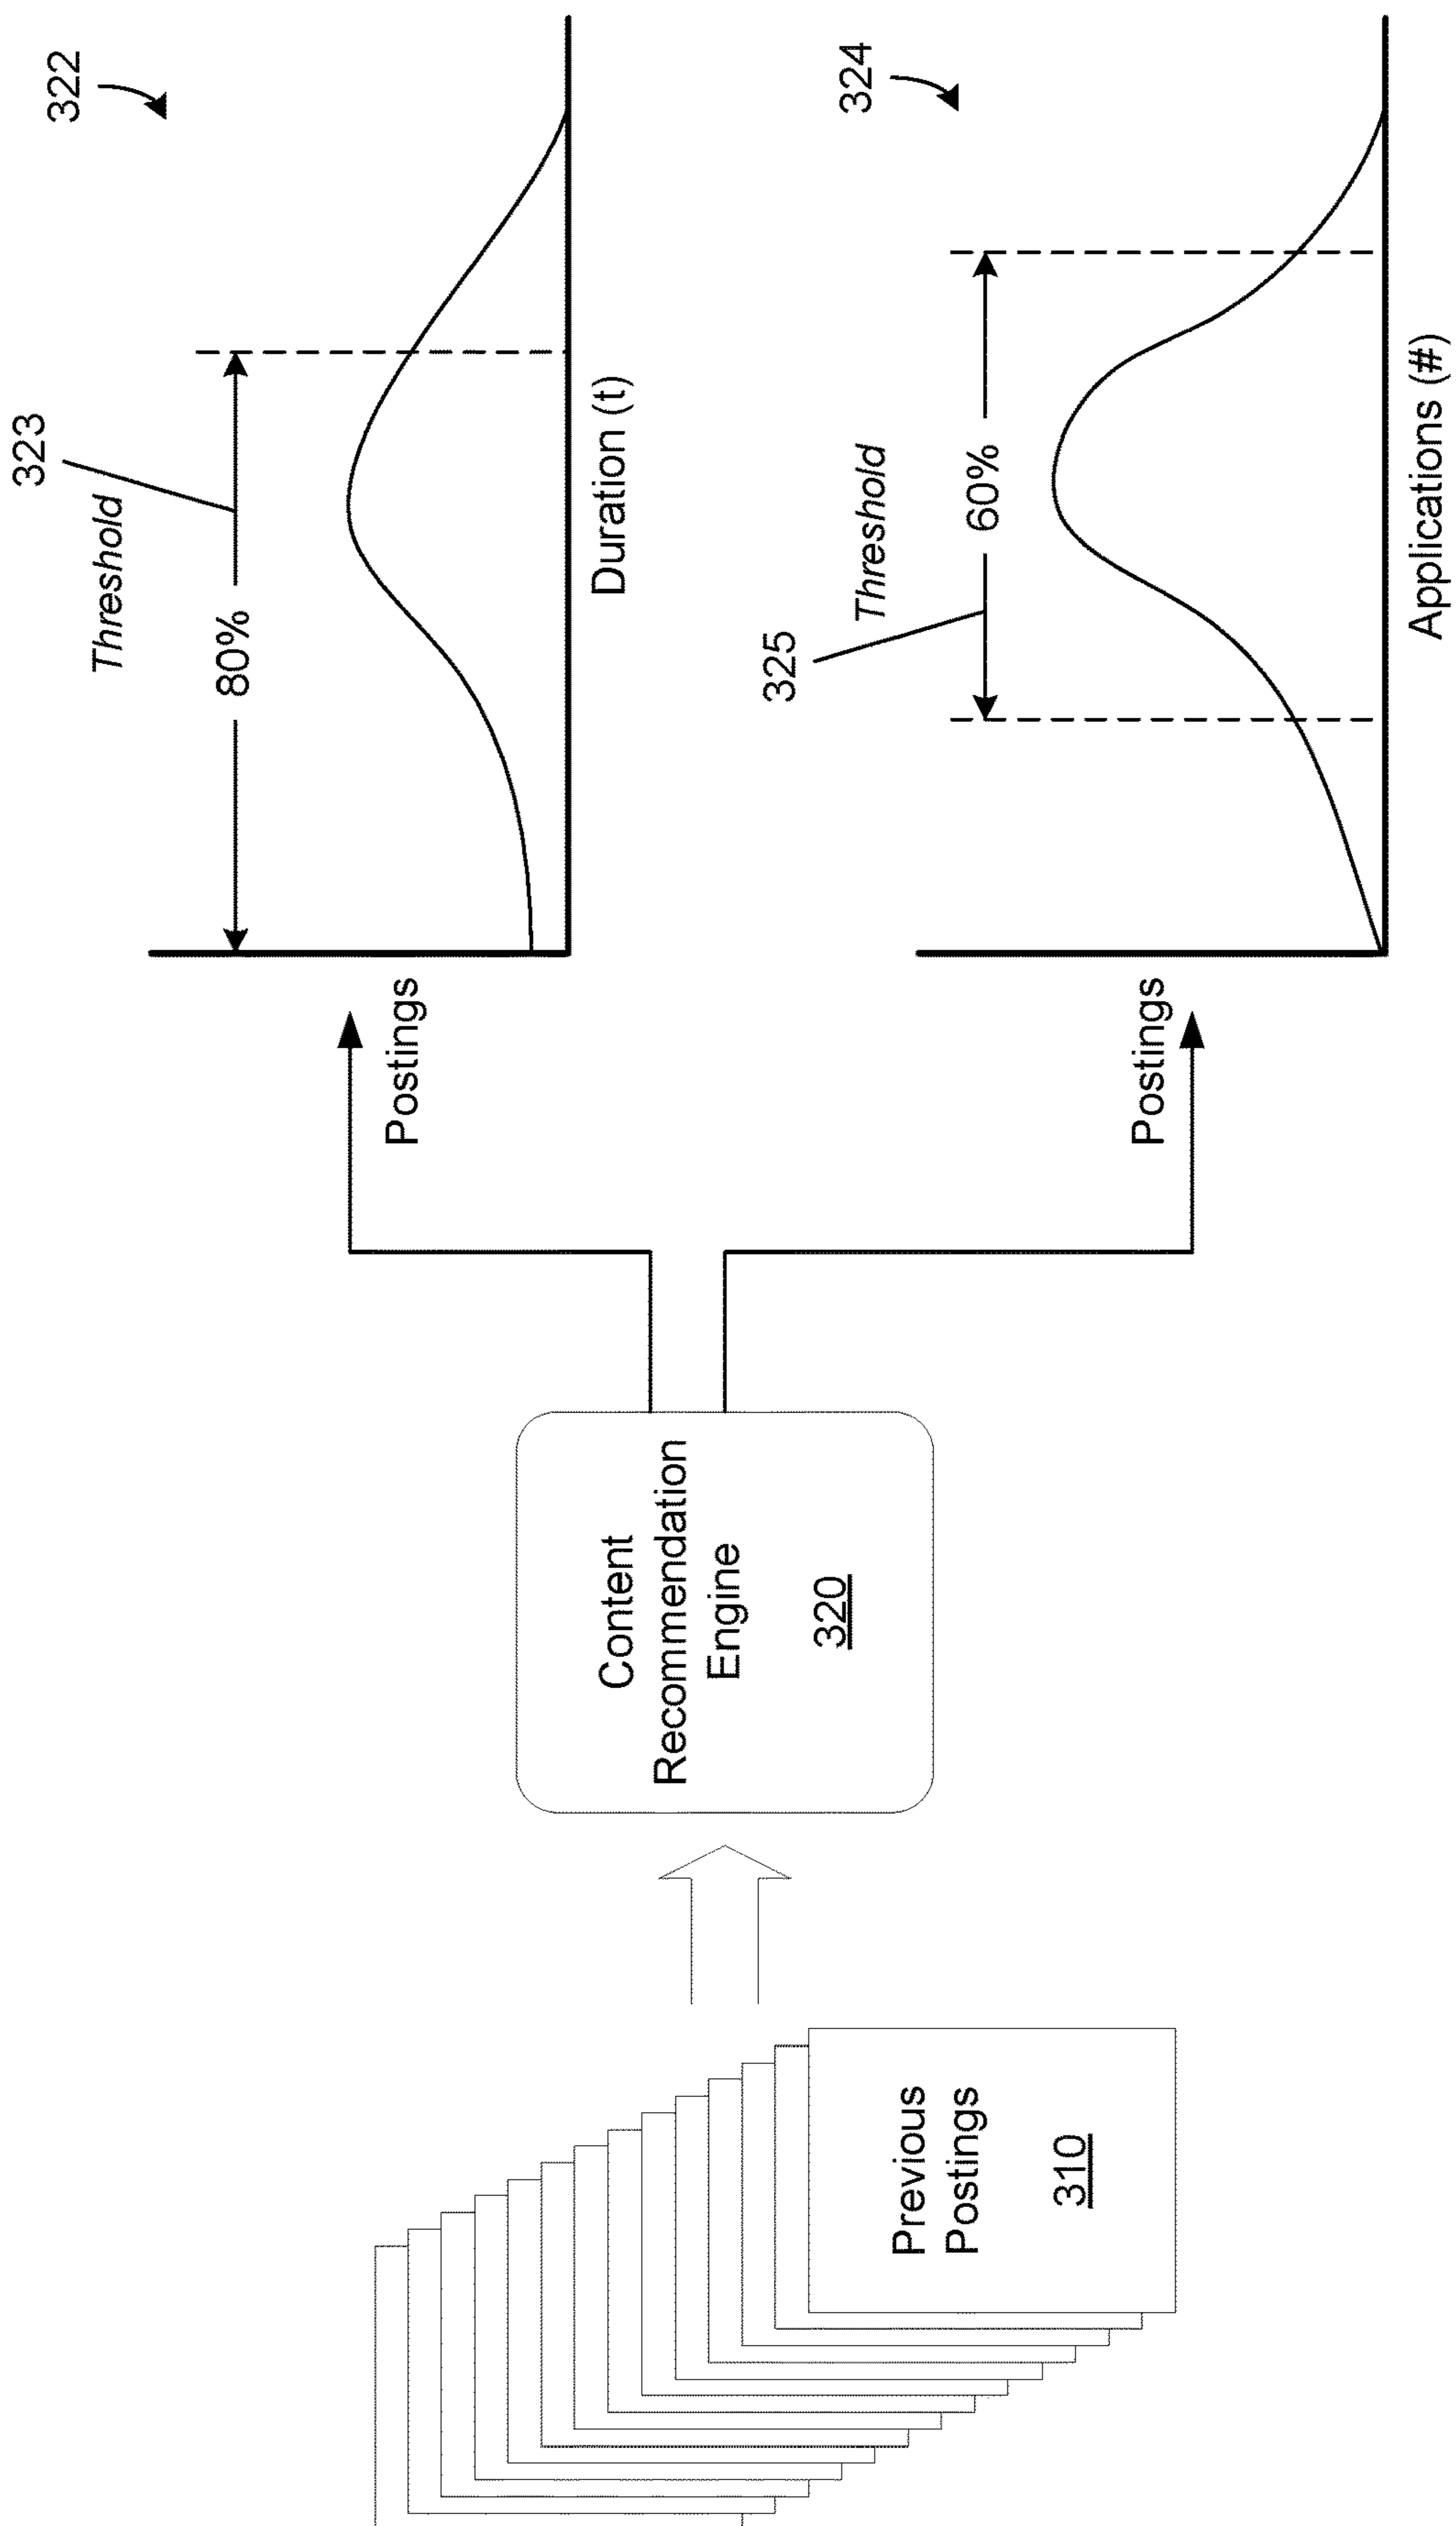 Previous
Postings
310
Content
Recommendation
Engine
320
322
323
Threshold
80%
Postings
Duration (t)
324
325
Threshold
60%
Postings
Applications (#)